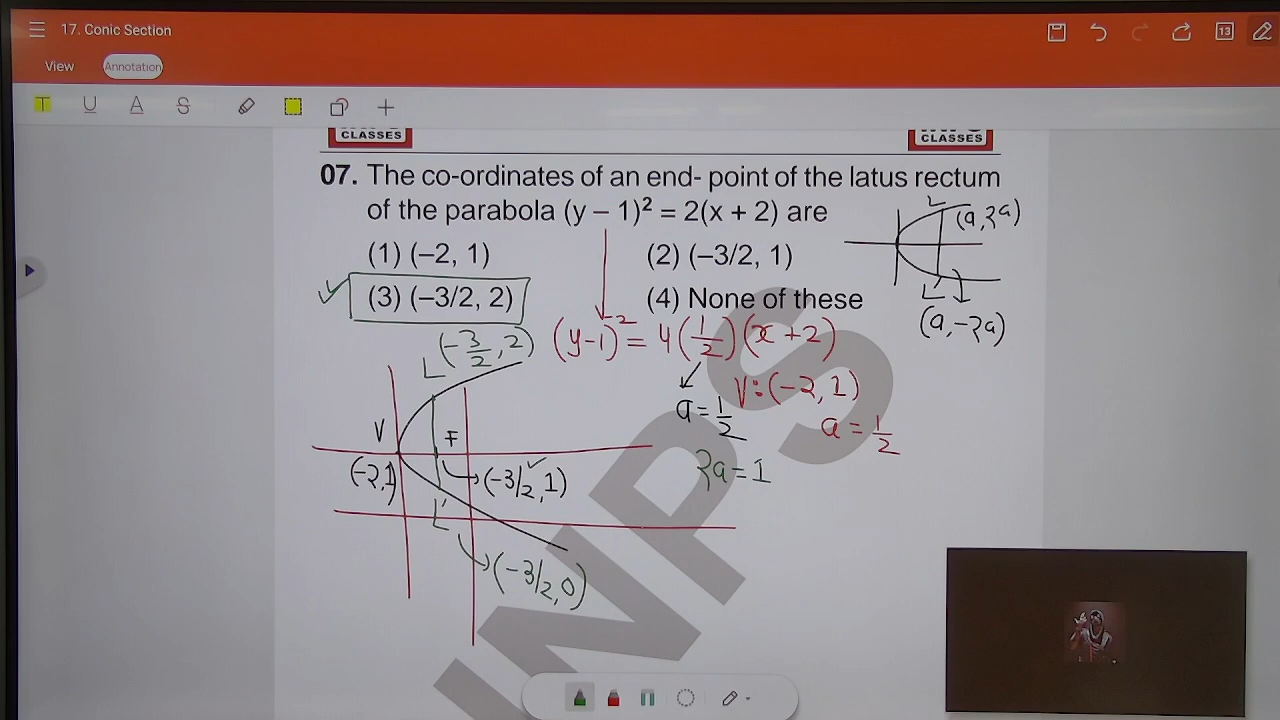 17. Conic Section
13
View
Annotation
T U A S
CLASSES
CLASSES
07. The co-ordinates of an end- point of the latus rectum
of the parabola (y – 1)² = 2(x + 2) are
(1) (–2, 1)
(2) (–3/2, 1)
✓ (3) (–3/2, 2)
(4) None of these
L (a, 2a)
L' (a, -2a)
(y-1)² = 4(1/2)(x+2)
a = 1/2
V: (-2, 1)
a = 1/2
2a = 1
L (-3/2, 2)
V
F
(-2,1)
(-3/2, 1)
L'
(-3/2, 0)
INPS